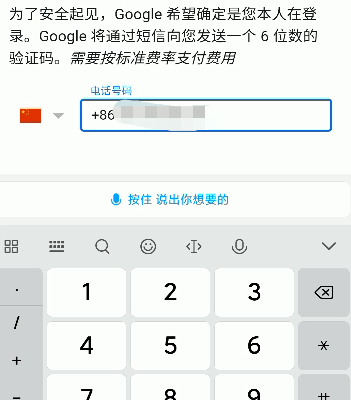 为了安全起见，Google 希望确定是您本人在登
录。Google 将通过短信向您发送一个 6 位数的
验证码。需要按标准费率支付费用
电话号码
+86
按住 说出你想要的
. 1 2 3
/ 4 5 6 *
+
- 7 8 9 #